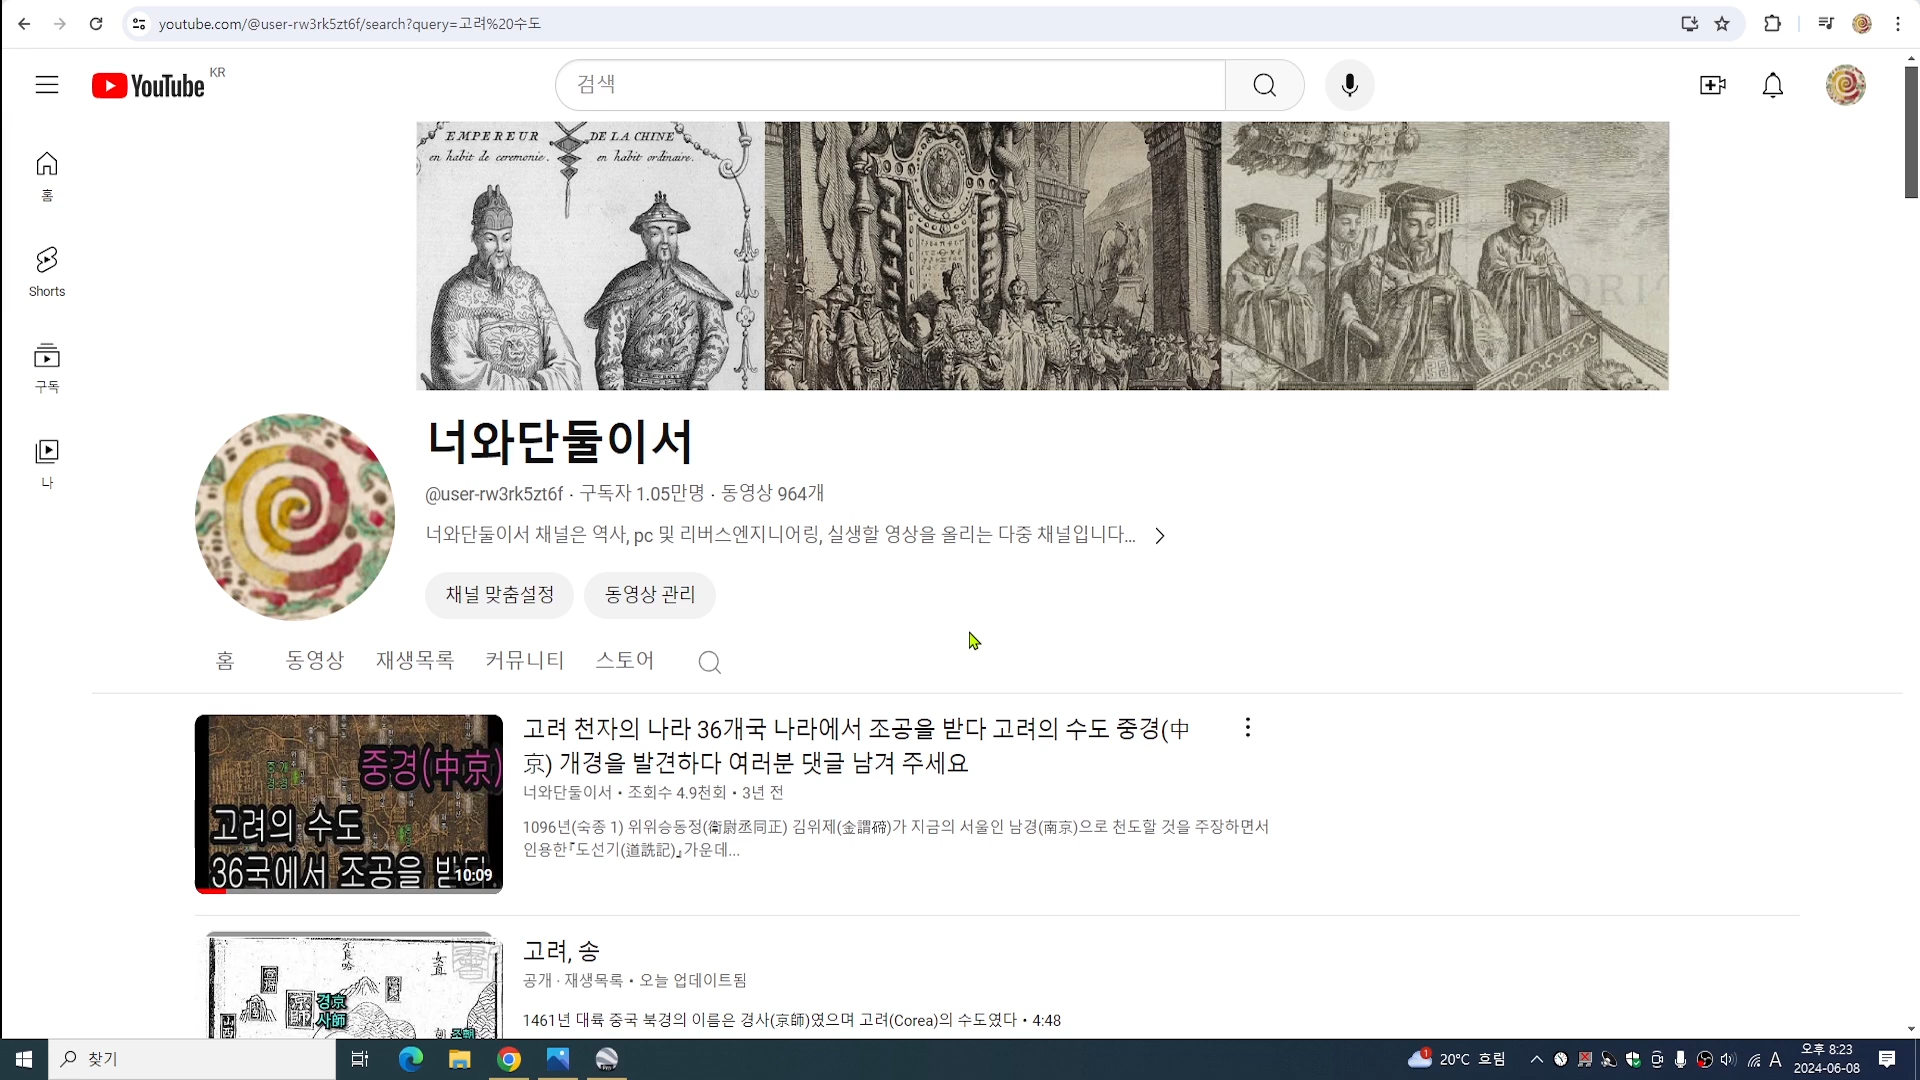 youtube.com/@user-rw3rk5zt6f/search?query=고려%20수도
YouTube KR
검색
EMPEREUR DE LA CHINE
en habit de ceremonie. en habit ordinaire.
홈
Shorts
구독
나
너와단둘이서
@user-rw3rk5zt6f · 구독자 1.05만명 · 동영상 964개
너와단둘이서 채널은 역사, pc 및 리버스엔지니어링, 실생할 영상을 올리는 다중 채널입니다...
채널 맞춤설정 동영상 관리
홈 동영상 재생목록 커뮤니티 스토어
중경(中京)
고려의 수도
36국에서 조공을 받다
10:09
고려 천자의 나라 36개국 나라에서 조공을 받다 고려의 수도 중경(中
京) 개경을 발견하다 여러분 댓글 남겨 주세요
너와단둘이서 • 조회수 4.9천회 • 3년 전
1096년(숙종 1) 위위승동정(衛尉丞同正) 김위제(金謂磾)가 지금의 서울인 남경(南京)으로 천도할 것을 주장하면서
인용한『도선기(道詵記)』가운데...
경京
사師
女直
고려, 송
공개 · 재생목록 • 오늘 업데이트됨
1461년 대륙 중국 북경의 이름은 경사(京師)였으며 고려(Corea)의 수도였다 • 4:48
찾기
1
20°C 흐림
A
오후 8:23
2024-06-08